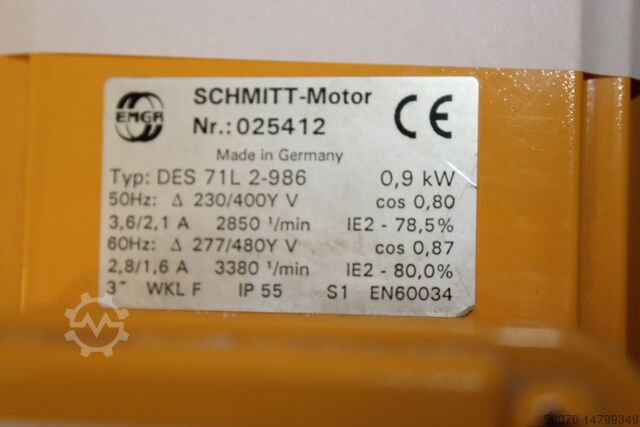 EMGR
SCHMITT-Motor
Nr.: 025412
Made in Germany
Typ: DES 71L 2-986 0,9 kW
50Hz: Δ 230/400Y V cos 0,80
3,6/2,1 A 2850 ¹/min IE2 - 78,5%
60Hz: Δ 277/480Y V cos 0,87
2,8/1,6 A 3380 ¹/min IE2 - 80,0%
3~ WKL F IP 55 S1 EN60034
52070-14799349